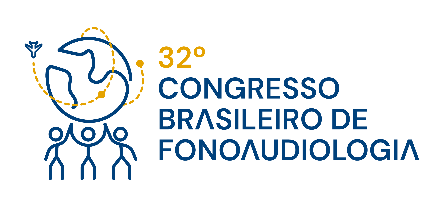 32º
CONGRESSO
BRASILEIRO DE
FONOAUDIOLOGIA